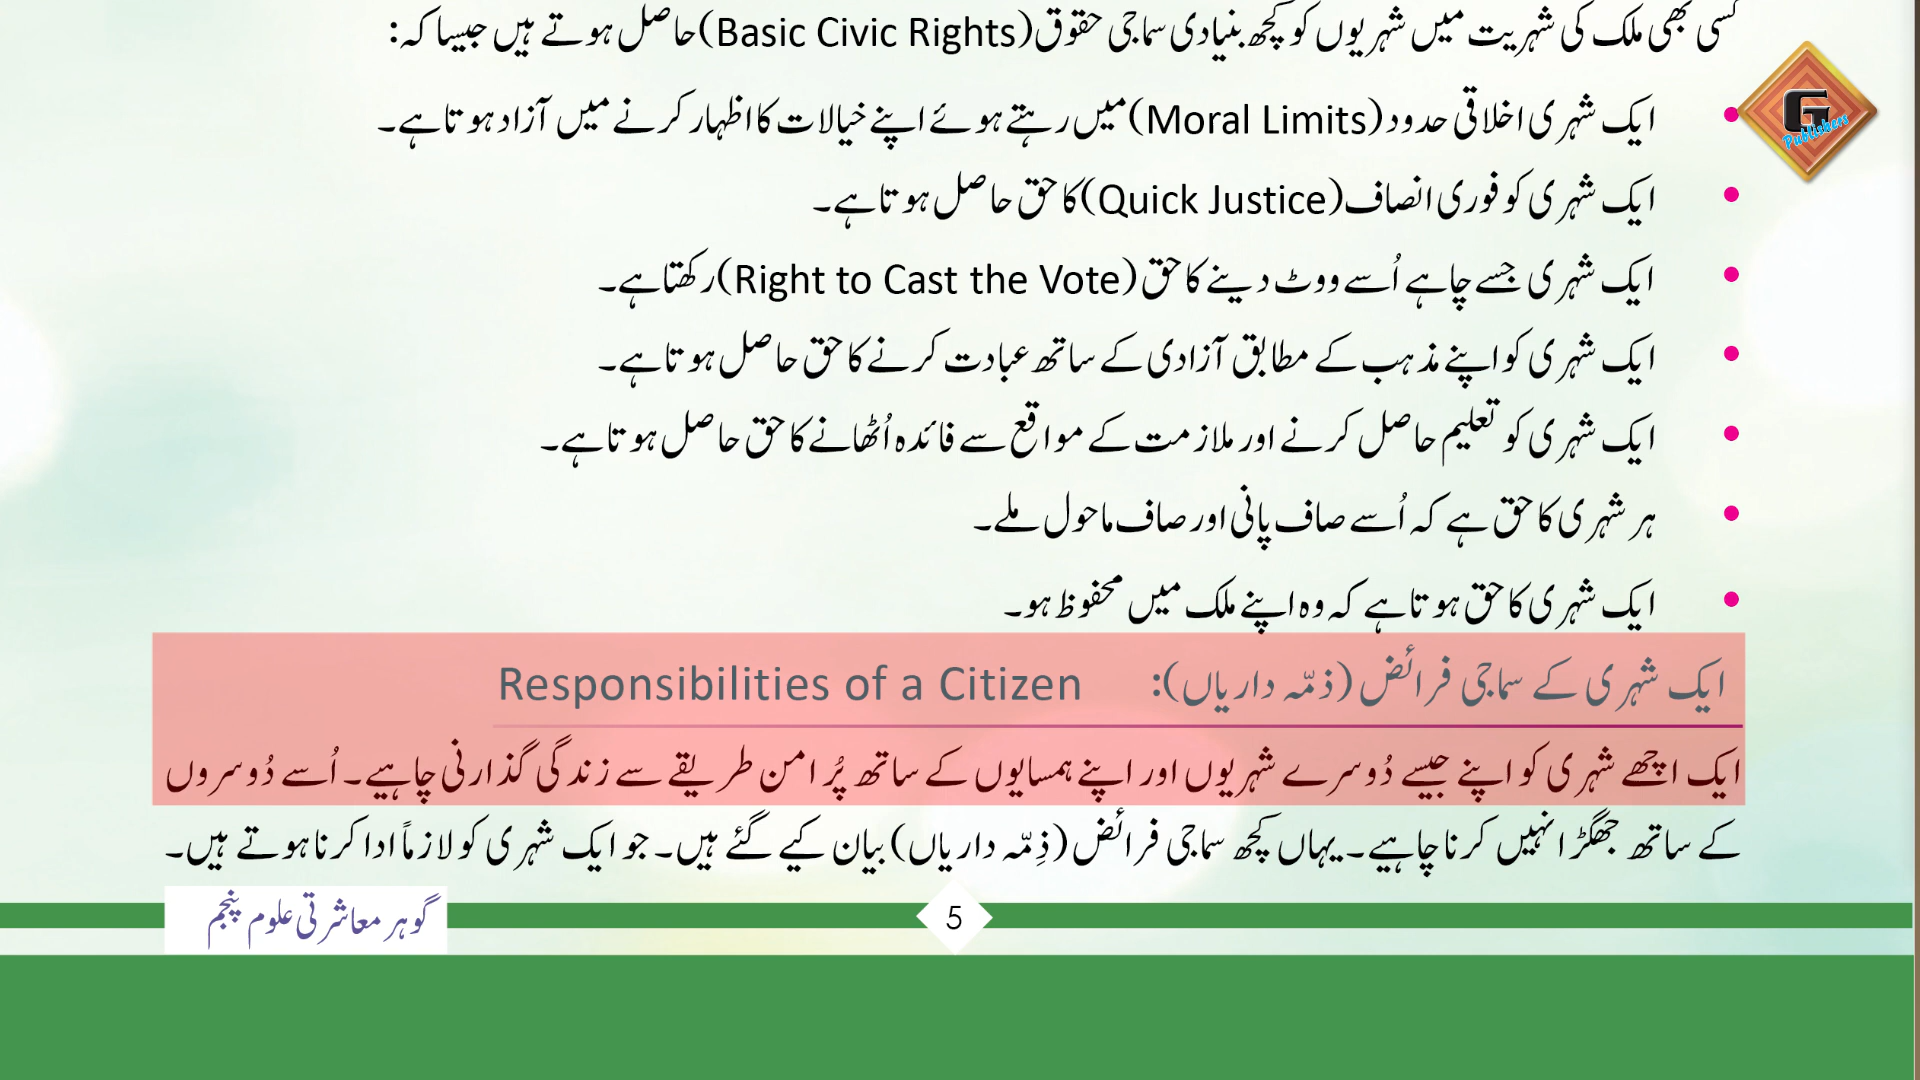 کسی بھی ملک کی شہریت میں شہریوں کو کچھ بنیادی سماجی حقوق (Basic Civic Rights) حاصل ہوتے ہیں جیسا کہ:
• ایک شہری اخلاقی حدود (Moral Limits) میں رہتے ہوئے اپنے خیالات کا اظہار کرنے میں آزاد ہوتا ہے۔
• ایک شہری کو فوری انصاف (Quick Justice) کا حق حاصل ہوتا ہے۔
• ایک شہری جسے چاہے اُسے ووٹ دینے کا حق (Right to Cast the Vote) رکھتا ہے۔
• ایک شہری کو اپنے مذہب کے مطابق آزادی کے ساتھ عبادت کرنے کا حق حاصل ہوتا ہے۔
• ایک شہری کو تعلیم حاصل کرنے اور ملازمت کے مواقع سے فائدہ اُٹھانے کا حق حاصل ہوتا ہے۔
• ہر شہری کا حق ہے کہ اُسے صاف پانی اور صاف ماحول ملے۔
• ایک شہری کا حق ہوتا ہے کہ وہ اپنے ملک میں محفوظ ہو۔
ایک شہری کے سماجی فرائض (ذمّہ داریاں): Responsibilities of a Citizen
ایک اچھے شہری کو اپنے جیسے دُوسرے شہریوں اور اپنے ہمسایوں کے ساتھ پُر امن طریقے سے زندگی گذارنی چاہیے۔ اُسے دُوسروں
کے ساتھ جھگڑا نہیں کرنا چاہیے۔ یہاں کچھ سماجی فرائض (ذِمّہ داریاں) بیان کیے گئے ہیں۔ جو ایک شہری کو لازماً ادا کرنا ہوتے ہیں۔
گوہر معاشرتی علوم پنجم
5
G
Publishers